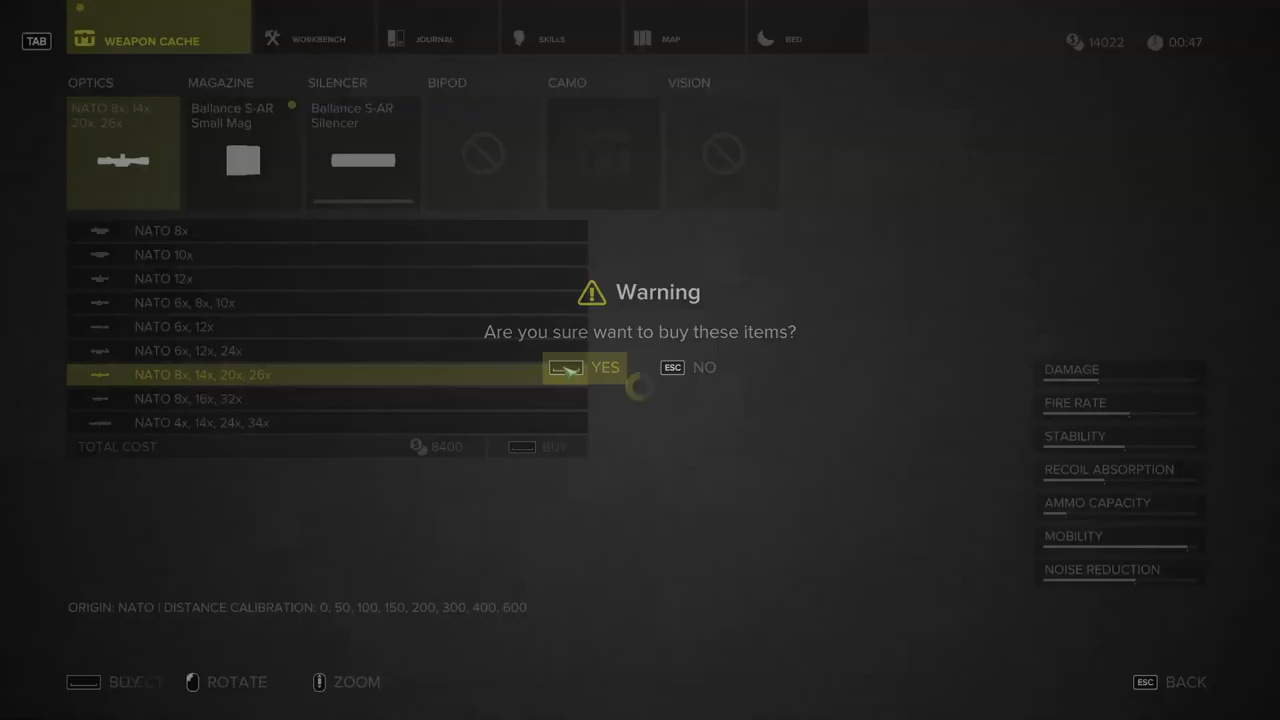 TAB
WEAPON CACHE
WORKBENCH
JOURNAL
SKILLS
MAP
BED
14022
00:47
OPTICS
MAGAZINE
SILENCER
BIPOD
CAMO
VISION
NATO 8x, 14x,
20x, 26x
Ballance S-AR
Small Mag
Ballance S-AR
Silencer
NATO 8x
NATO 10x
NATO 12x
NATO 6x, 8x, 10x
NATO 6x, 12x
NATO 6x, 12x, 24x
NATO 8x, 14x, 20x, 26x
NATO 8x, 16x, 32x
NATO 4x, 14x, 24x, 34x
TOTAL COST
8400
BUY
Warning
Are you sure want to buy these items?
YES
ESC NO
DAMAGE
FIRE RATE
STABILITY
RECOIL ABSORPTION
AMMO CAPACITY
MOBILITY
NOISE REDUCTION
ORIGIN: NATO | DISTANCE CALIBRATION: 0, 50, 100, 150, 200, 300, 400, 600
ROTATE
ZOOM
ESC BACK